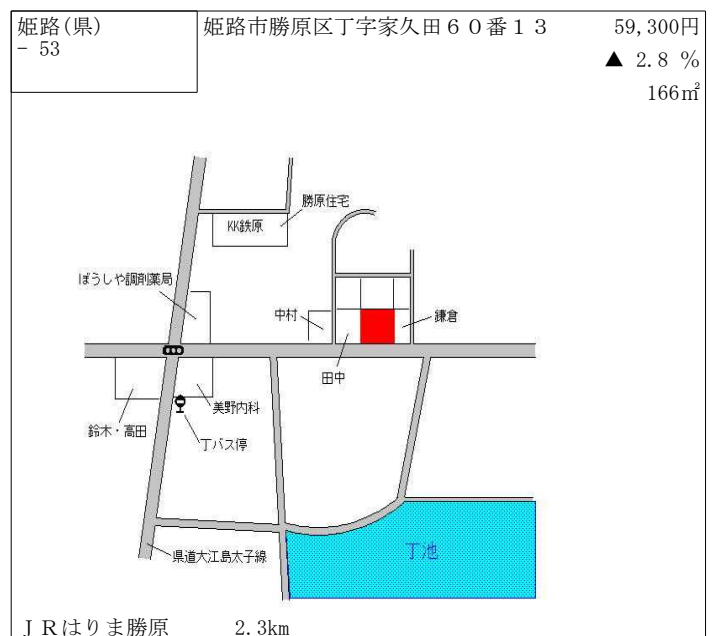 姫路(県)
- 53
姫路市勝原区丁字家久田６０番１３
59,300円
▲ 2.8 %
166㎡
勝原住宅
KK鉄原
ぼうしや調剤薬局
中村
鎌倉
田中
美野内科
鈴木・高田
丁バス停
県道大江島太子線
丁池
ＪＲはりま勝原 2.3km